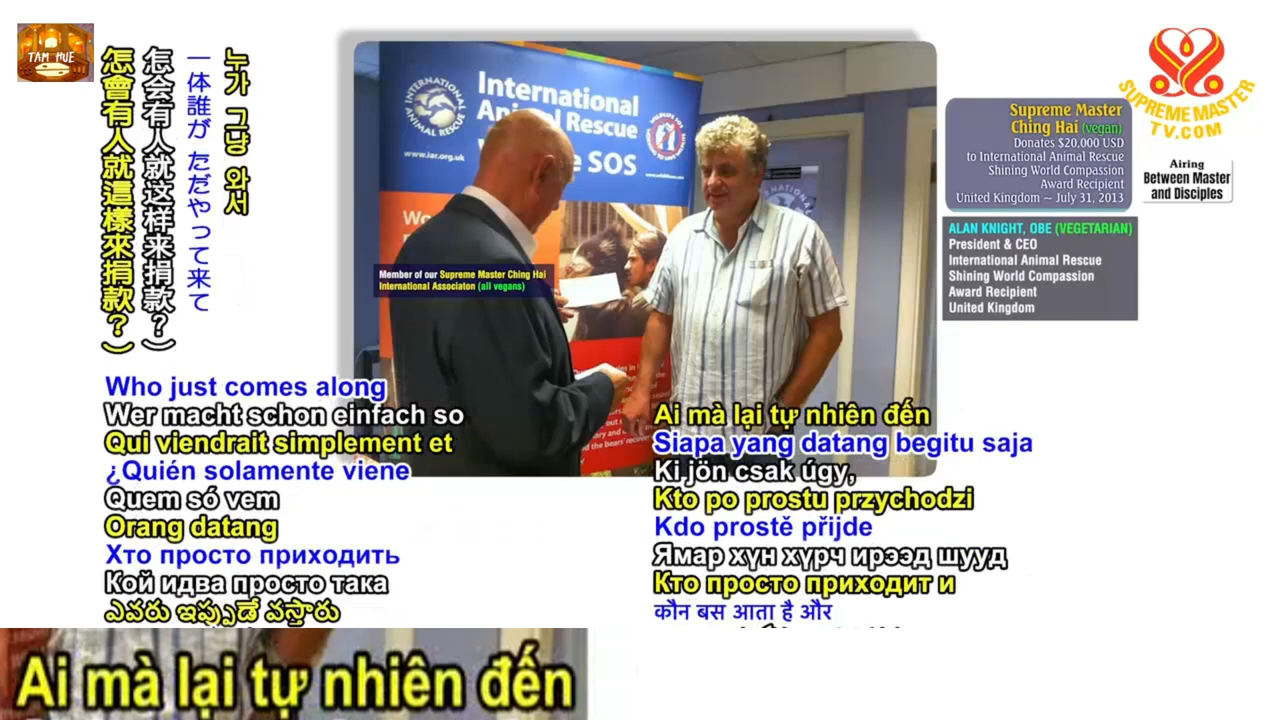 TAM HUE
누가 그냥 와서
一体誰が ただやって来て
怎会有人就这样来捐款？）
怎會有人就這樣來捐款？）
INTERNATIONAL ANIMAL RESCUE
www.iar.org.uk
International
Animal Rescue
SOS
Member of our Supreme Master Ching Hai
International Associaton (all vegans)
SUPREME MASTER
TV.COM
Supreme Master
Ching Hai (vegan)
Donates $20,000 USD
to International Animal Rescue
Shining World Compassion
Award Recipient
United Kingdom ~ July 31, 2013
Airing
Between Master
and Disciples
ALAN KNIGHT, OBE (VEGETARIAN)
President & CEO
International Animal Rescue
Shining World Compassion
Award Recipient
United Kingdom
Who just comes along
Wer macht schon einfach so
Qui viendrait simplement et
¿Quién solamente viene
Quem só vem
Orang datang
Хто просто приходить
Кой идва просто така
ఎవరు ఇప్పుడే వస్తారు
Ai mà lại tự nhiên đến
Siapa yang datang begitu saja
Ki jön csak úgy,
Kto po prostu przychodzi
Kdo prostě přijde
Ямар хүн хүрч ирээд шууд
Кто просто приходит и
कौन बस आता है और
Ai mà lại tự nhiên đến